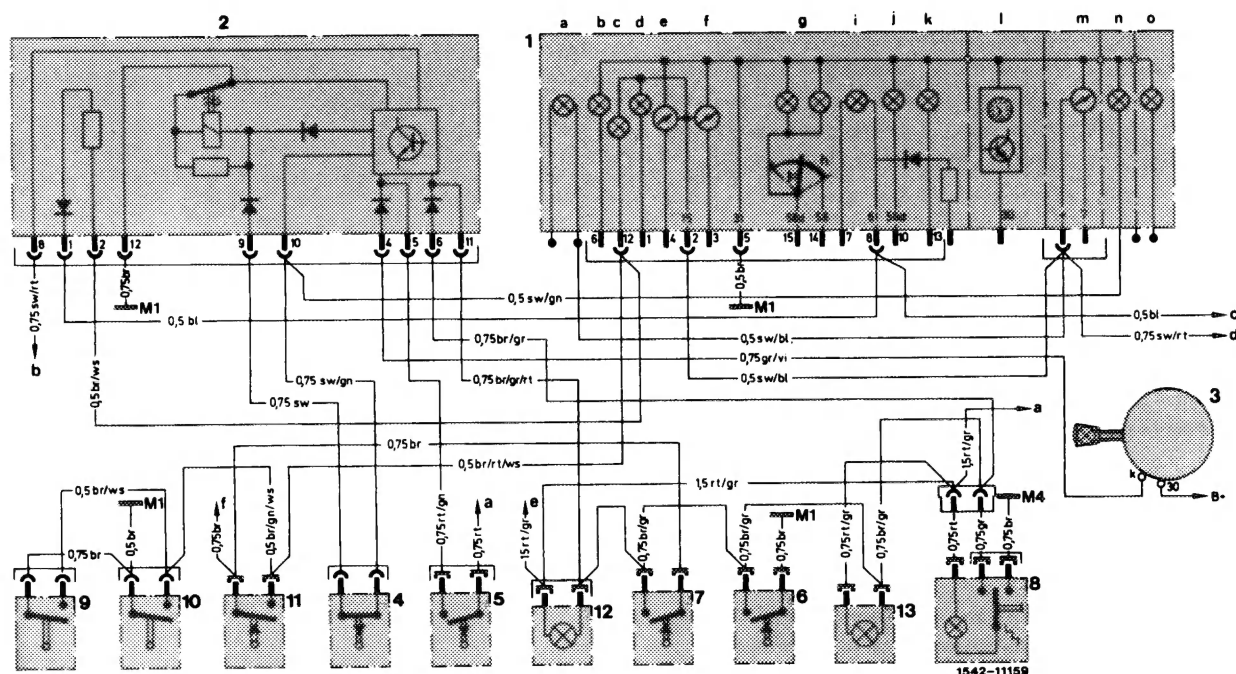 2
1
a b c d e f g i j k l m n o
15 31 58d 58 61 58d 30
8 1 2 12 9 10 4 5 6 11
6 12 1 4 2 3 5 15 14 7 8 10 13
0,75 sw/rt
b
0,75 br
M1
0,5 bl
0,5 br/ws
0,5 sw/gn
0,75 br/gr
0,5 br
M1
0,5 bl
c
0,5 sw/bl
0,75 sw/rt
d
0,75 gr/vi
0,75 sw/gn
0,75 br/gr/rt
0,5 sw/bl
0,75 sw
3
k
30
B+
a
0,75 br
0,5 br/rt/ws
1,5 rt/gr
1,5 rt/gr
0,5 br/ws
M1
0,5 br
0,75 br
f
0,75 br
0,5 br/gn/ws
0,75 rt/gn
a
0,75 rt
e
1,5 rt/gr
0,75 br/gr
0,75 br/gr
M1
0,5 br
0,75 rt/gr
0,75 br/gr
M4
0,75 rt
0,75 gr
0,75 br
9
10
11
4
5
12
7
6
13
8
1542-11159